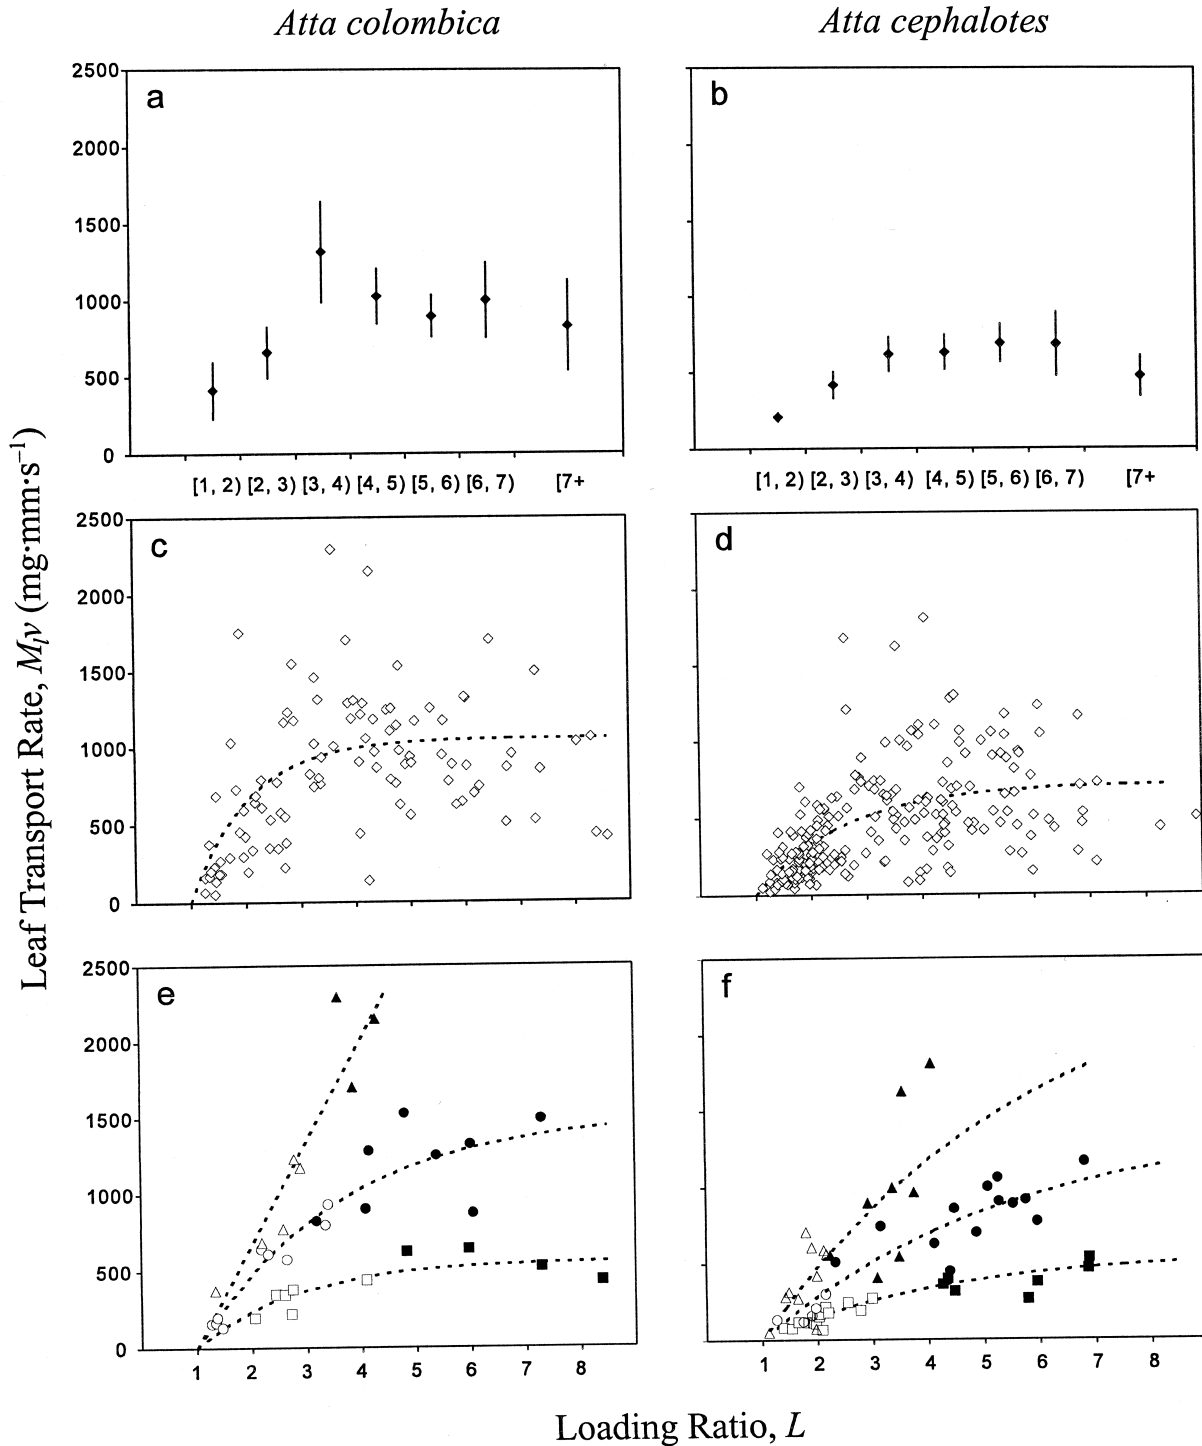 Atta colombica
Atta cephalotes
2500
2000
1500
1000
500
0
a
b
[1, 2) [2, 3) [3, 4) [4, 5) [5, 6) [6, 7) [7+
[1, 2) [2, 3) [3, 4) [4, 5) [5, 6) [6, 7) [7+
2500
2000
1500
1000
500
0
c
d
2500
2000
1500
1000
500
0
e
f
1 2 3 4 5 6 7 8
1 2 3 4 5 6 7 8
Leaf Transport Rate, Mlv (mg·mm·s⁻¹)
Loading Ratio, L